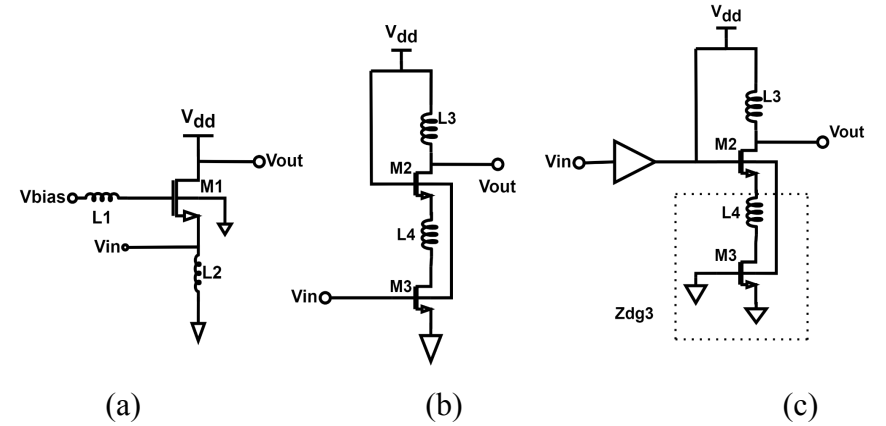 Vdd
M1
Vout
Vbias
L1
Vin
L2
(a)
Vdd
L3
M2
Vout
L4
M3
Vin
(b)
Vdd
L3
M2
Vout
Vin
L4
M3
Zdg3
(c)